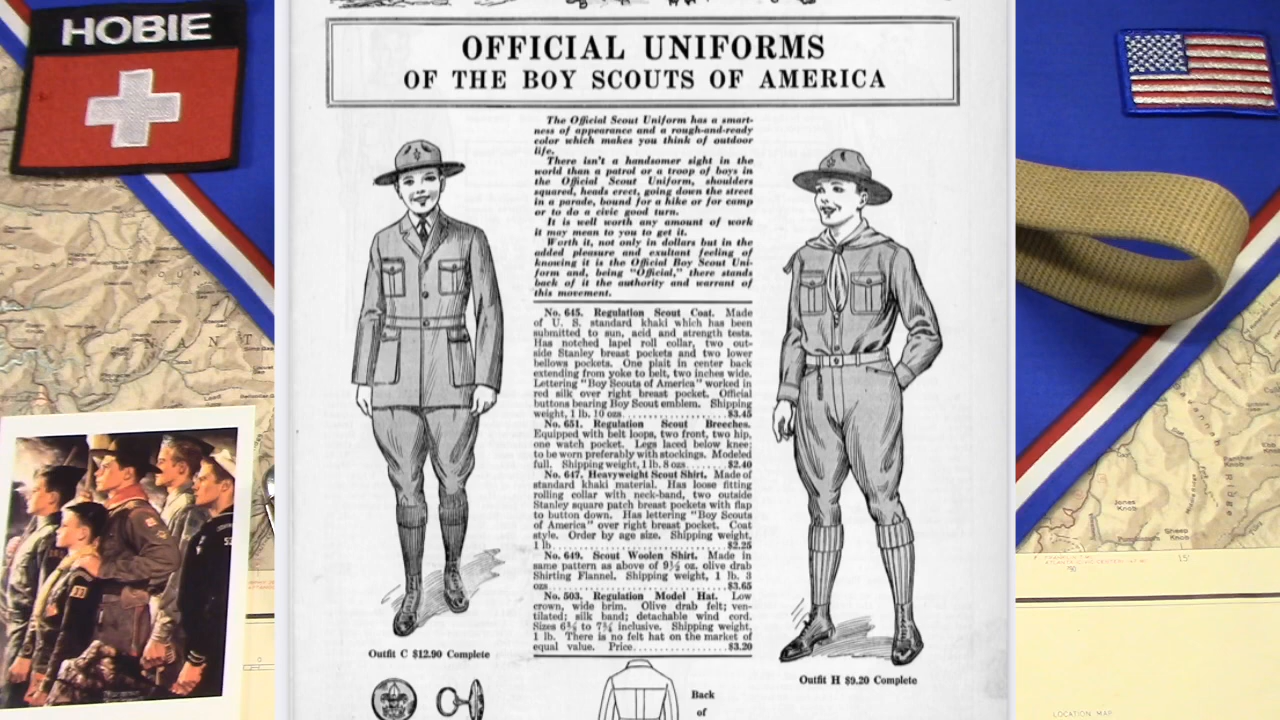 HOBIE
OFFICIAL UNIFORMS
OF THE BOY SCOUTS OF AMERICA
The Official Scout Uniform has a smart-
ness of appearance and a rough-and-ready
color which makes you think of outdoor
life.
There isn't a handsomer sight in the
world than a patrol or a troop of boys in
the Official Scout Uniform, shoulders
squared, heads erect, going down the street
in a parade, bound for a hike or for camp
or to do a civic good turn.
It is well worth any amount of work
it may mean to you to get it.
Worth it, not only in dollars but in the
added pleasure and exultant feeling of
knowing it is the Official Boy Scout Uni-
form and, being "Official," there stands
back of it the authority and warrant of
this movement.
No. 645. Regulation Scout Coat. Made
of U. S. standard khaki which has been
submitted to sun, acid and strength tests.
Has notched lapel roll collar, two out-
side Stanley breast pockets and two lower
bellows pockets. One plait in center back
extending from yoke to belt, two inches wide.
Lettering "Boy Scouts of America" worked in
red silk over right breast pocket. Official
buttons bearing Boy Scout emblem. Shipping
weight, 1 lb. 10 ozs. ........................ $3.45
No. 651. Regulation Scout Breeches.
Equipped with belt loops, two front, two hip,
one watch pocket. Legs laced below knee;
to be worn preferably with stockings. Modeled
full. Shipping weight, 1 lb. 8 ozs. ....... $2.40
No. 647. Heavyweight Scout Shirt. Made of
standard khaki material. Has loose fitting
rolling collar with neck-band, two outside
Stanley square patch breast pockets with flap
to button down. Has lettering "Boy Scouts
of America" over right breast pocket. Coat
style. Order by age size. Shipping weight,
1 lb. ........................ $2.25
No. 649. Scout Woolen Shirt. Made in
same pattern as above of 9½ oz. olive drab
Shirting Flannel. Shipping weight, 1 lb. 3
ozs. ........................ $3.65
No. 503. Regulation Model Hat. Low
crown, wide brim. Olive drab felt; ven-
tilated; silk band; detachable wind cord.
Sizes 6⅜ to 7¾ inclusive. Shipping weight,
1 lb. There is no felt hat on the market of
equal value. Price ........................ $3.20
Outfit C $12.90 Complete
Outfit H $9.20 Complete
Back
of
Jones
Knob
Sheep
Knob
LOCATION MAP